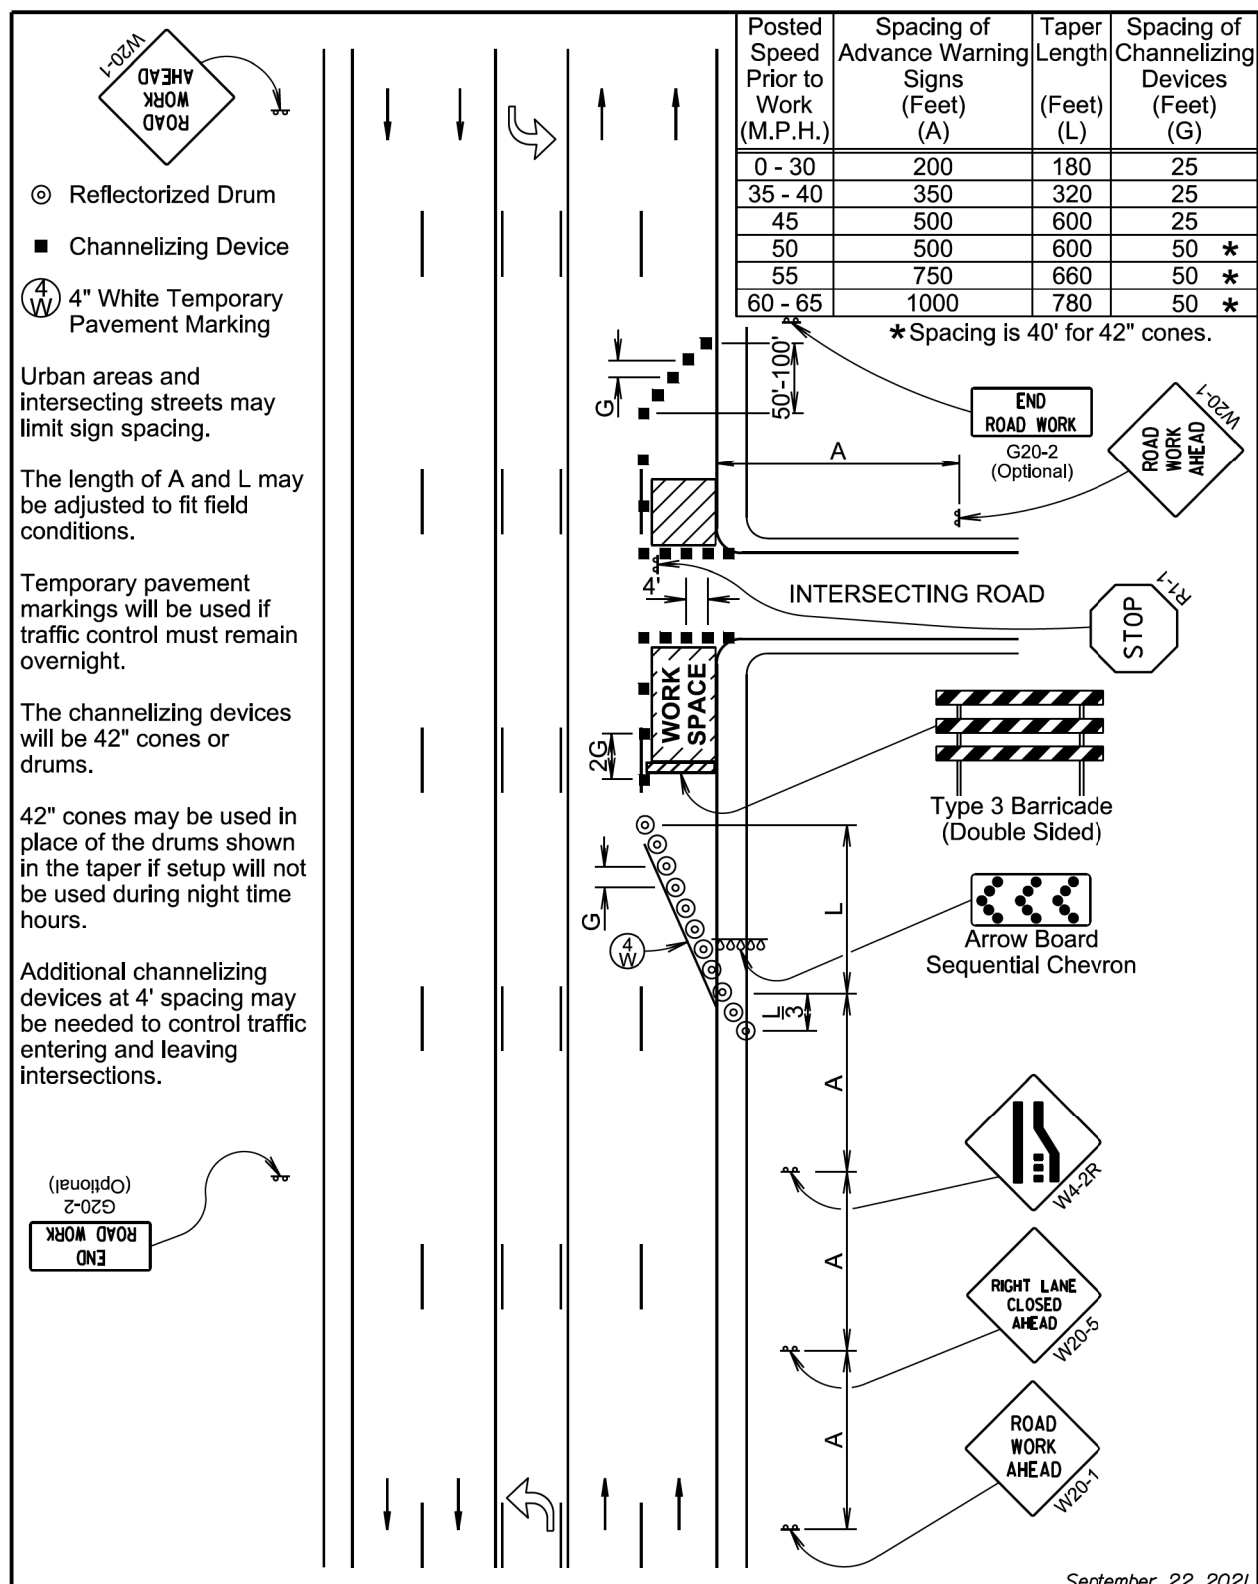 W20-1
ROAD
WORK
AHEAD
Reflectorized Drum
Channelizing Device
4
W
4" White Temporary
Pavement Marking
Urban areas and
intersecting streets may
limit sign spacing.
The length of A and L may
be adjusted to fit field
conditions.
Temporary pavement
markings will be used if
traffic control must remain
overnight.
The channelizing devices
will be 42" cones or
drums.
42" cones may be used in
place of the drums shown
in the taper if setup will not
be used during night time
hours.
Additional channelizing
devices at 4' spacing may
be needed to control traffic
entering and leaving
intersections.
END
ROAD WORK
G20-2
(Optional)
Posted
Speed
Prior to
Work
(M.P.H.)
Spacing of
Advance Warning
Signs
(Feet)
(A)
Taper
Length
(Feet)
(L)
Spacing of
Channelizing
Devices
(Feet)
(G)
0 - 30 200 180 25
35 - 40 350 320 25
45 500 600 25
50 500 600 50 *
55 750 660 50 *
60 - 65 1000 780 50 *
* Spacing is 40' for 42" cones.
G
50'-100'
END
ROAD WORK
G20-2
(Optional)
W20-1
ROAD
WORK
AHEAD
A
4'
INTERSECTING ROAD
R1-1
STOP
WORK
SPACE
2G
Type 3 Barricade
(Double Sided)
G
4
W
L
Arrow Board
Sequential Chevron
L
3
A
W4-2R
A
RIGHT LANE
CLOSED
AHEAD
W20-5
A
ROAD
WORK
AHEAD
W20-1
September 22, 2021